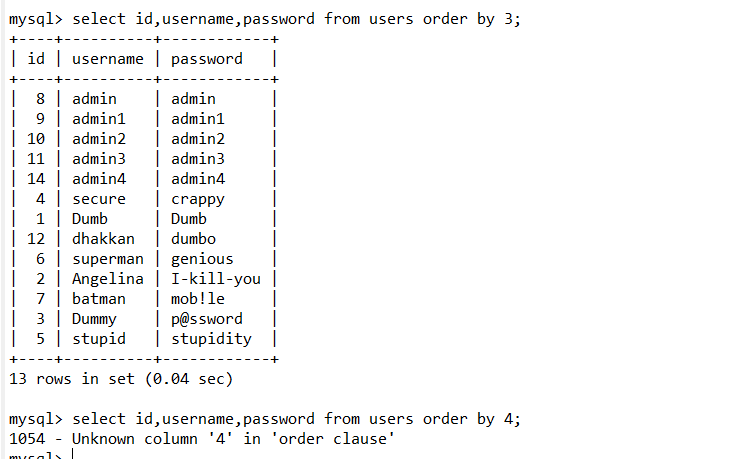 mysql> select id,username,password from users order by 3;
+----+----------+------------+
| id | username | password   |
+----+----------+------------+
|  8 | admin    | admin      |
|  9 | admin1   | admin1     |
| 10 | admin2   | admin2     |
| 11 | admin3   | admin3     |
| 14 | admin4   | admin4     |
|  4 | secure   | crappy     |
|  1 | Dumb     | Dumb       |
| 12 | dhakkan  | dumbo      |
|  6 | superman | genious    |
|  2 | Angelina | I-kill-you |
|  7 | batman   | mob!le     |
|  3 | Dummy    | p@ssword   |
|  5 | stupid   | stupidity  |
+----+----------+------------+
13 rows in set (0.04 sec)
mysql> select id,username,password from users order by 4;
1054 - Unknown column '4' in 'order clause'
mysql>